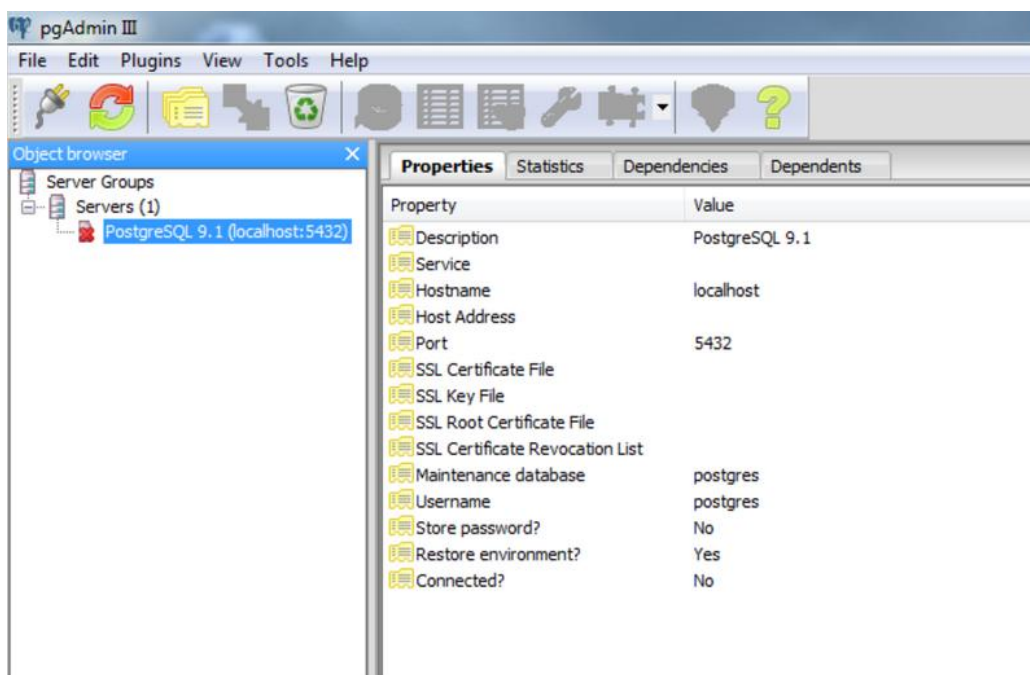 pgAdmin III
File Edit Plugins View Tools Help
Object browser
Server Groups
Servers (1)
PostgreSQL 9.1 (localhost:5432)
Properties Statistics Dependencies Dependents
Property Value
Description PostgreSQL 9.1
Service
Hostname localhost
Host Address
Port 5432
SSL Certificate File
SSL Key File
SSL Root Certificate File
SSL Certificate Revocation List
Maintenance database postgres
Username postgres
Store password? No
Restore environment? Yes
Connected? No